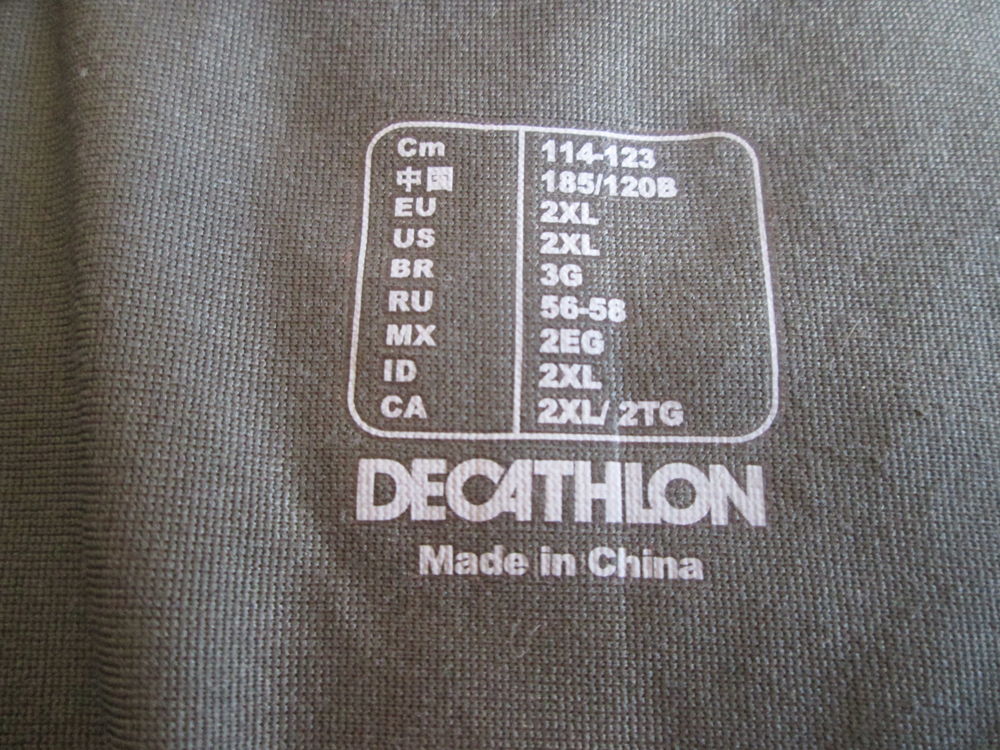 Cm 114-123
中国 185/120B
EU 2XL
US 2XL
BR 3G
RU 56-58
MX 2EG
ID 2XL
CA 2XL/ 2TG
DECATHLON
Made in China